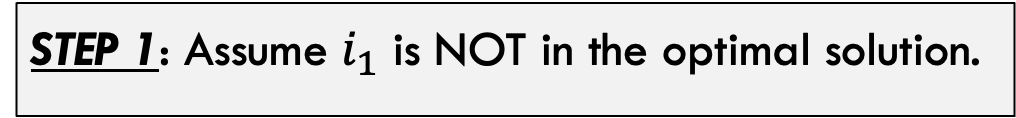 STEP 1: Assume i₁ is NOT in the optimal solution.